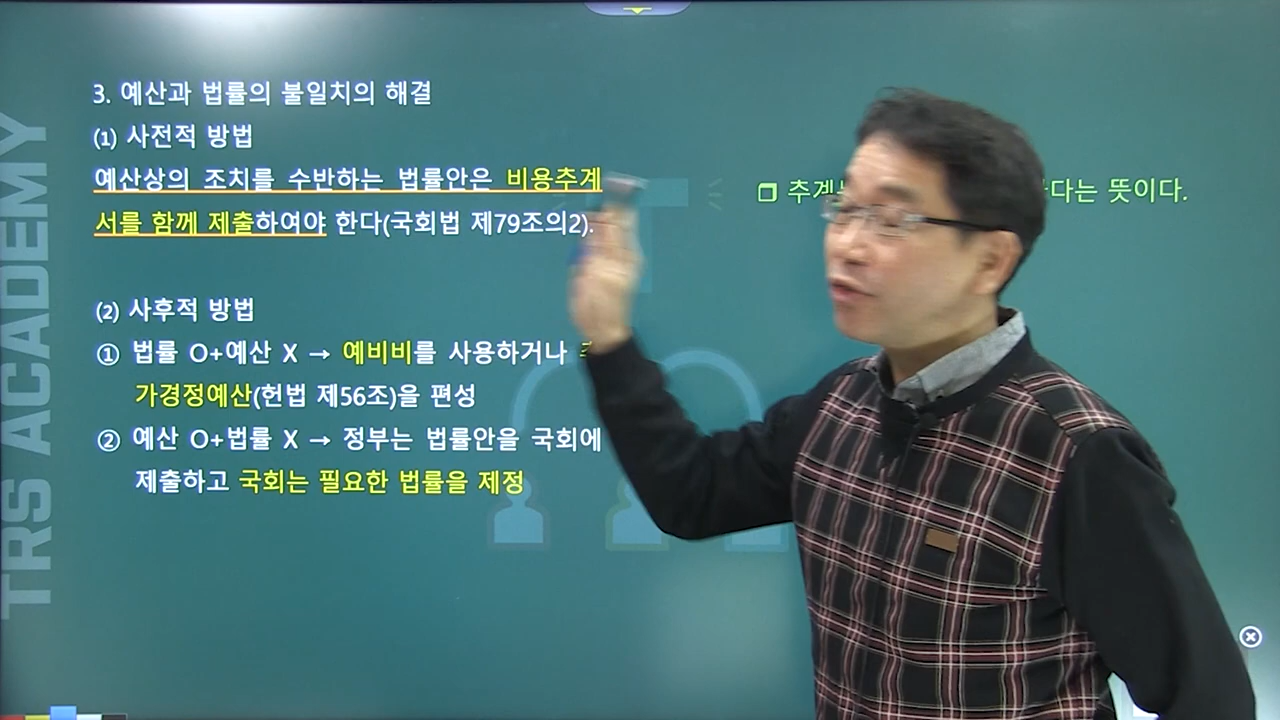 3. 예산과 법률의 불일치의 해결
(1) 사전적 방법
예산상의 조치를 수반하는 법률안은 비용추계
서를 함께 제출하여야 한다(국회법 제79조의2).
추계 다는 뜻이다.
(2) 사후적 방법
① 법률 O+예산 X → 예비비를 사용하거나
가경정예산(헌법 제56조)을 편성
② 예산 O+법률 X → 정부는 법률안을 국회에
제출하고 국회는 필요한 법률을 제정
TRS ACADEMY